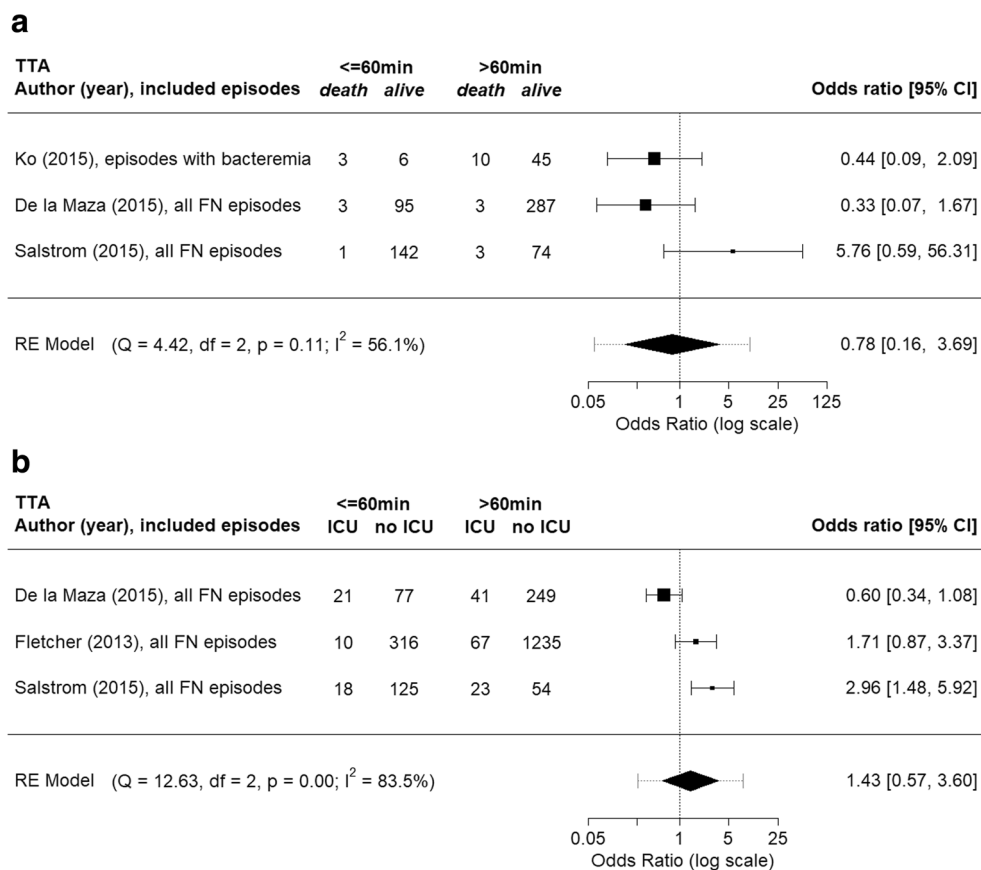 a
TTA <=60min >60min
Author (year), included episodes death alive death alive Odds ratio [95% CI]
Ko (2015), episodes with bacteremia 3 6 10 45 0.44 [0.09, 2.09]
De la Maza (2015), all FN episodes 3 95 3 287 0.33 [0.07, 1.67]
Salstrom (2015), all FN episodes 1 142 3 74 5.76 [0.59, 56.31]
RE Model (Q = 4.42, df = 2, p = 0.11; I² = 56.1%) 0.78 [0.16, 3.69]
0.05 1 5 25 125
Odds Ratio (log scale)
b
TTA <=60min >60min
Author (year), included episodes ICU no ICU ICU no ICU Odds ratio [95% CI]
De la Maza (2015), all FN episodes 21 77 41 249 0.60 [0.34, 1.08]
Fletcher (2013), all FN episodes 10 316 67 1235 1.71 [0.87, 3.37]
Salstrom (2015), all FN episodes 18 125 23 54 2.96 [1.48, 5.92]
RE Model (Q = 12.63, df = 2, p = 0.00; I² = 83.5%) 1.43 [0.57, 3.60]
0.05 1 5 25
Odds Ratio (log scale)